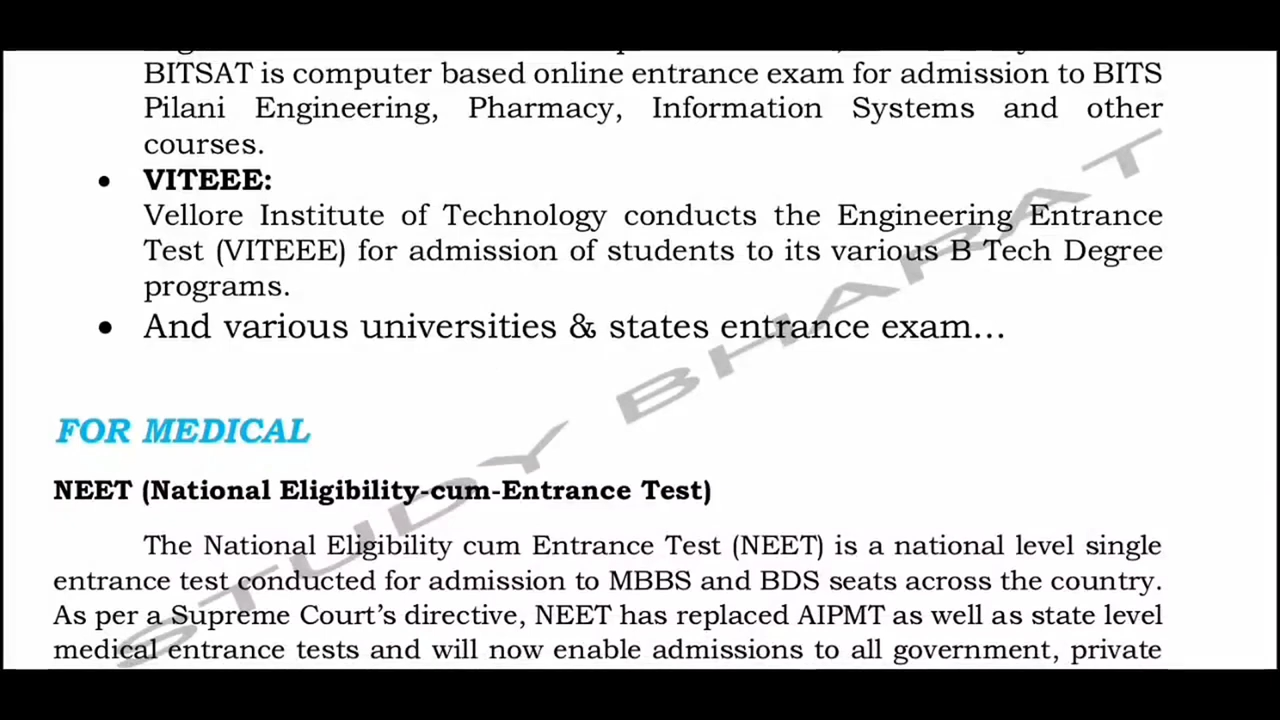 BITSAT is computer based online entrance exam for admission to BITS
Pilani Engineering, Pharmacy, Information Systems and other
courses.
• VITEEE:
Vellore Institute of Technology conducts the Engineering Entrance
Test (VITEEE) for admission of students to its various B Tech Degree
programs.
• And various universities & states entrance exam...
FOR MEDICAL
NEET (National Eligibility-cum-Entrance Test)
The National Eligibility cum Entrance Test (NEET) is a national level single
entrance test conducted for admission to MBBS and BDS seats across the country.
As per a Supreme Court's directive, NEET has replaced AIPMT as well as state level
medical entrance tests and will now enable admissions to all government, private
STUDY BHARAT